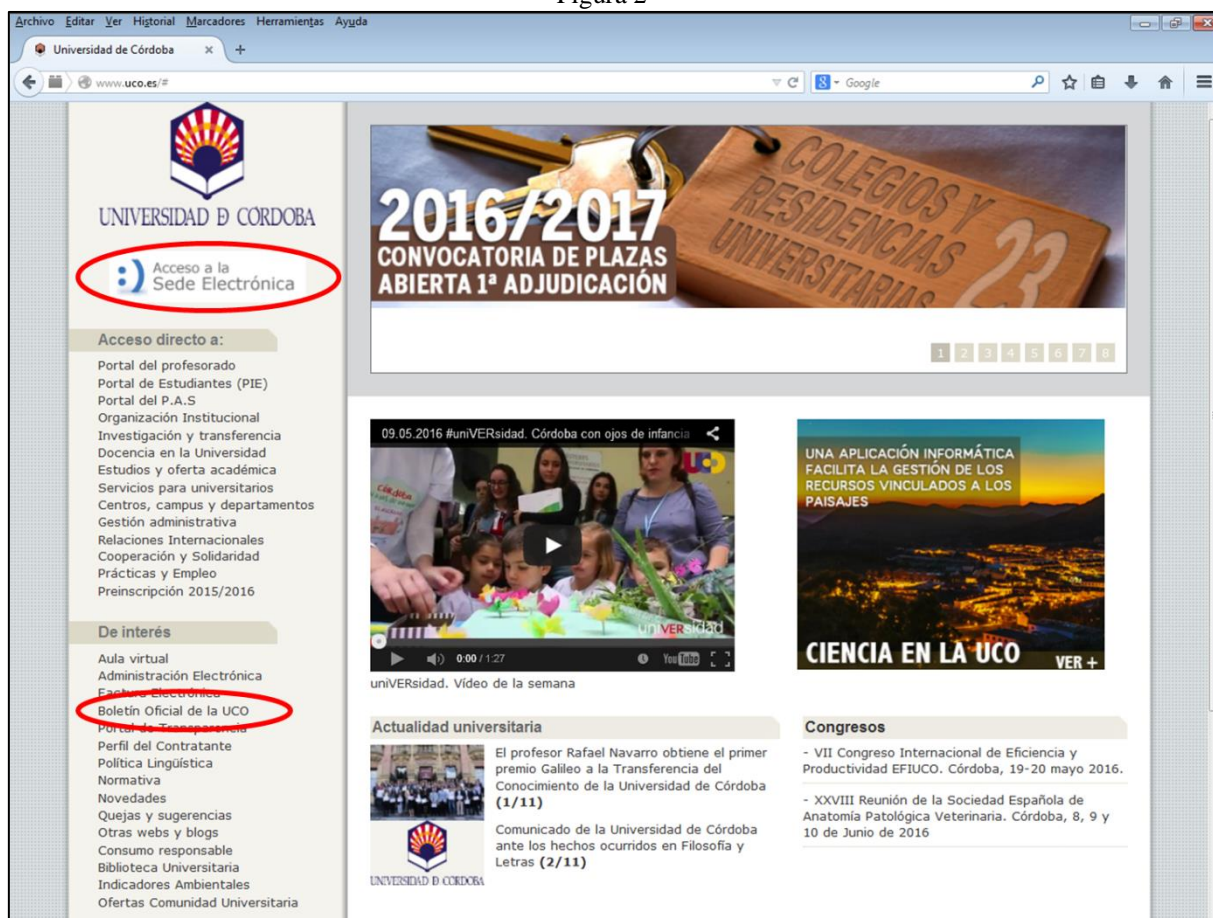 Figura 2
Archivo Editar Ver Historial Marcadores Herramientas Ayuda
Universidad de Córdoba
www.uco.es/#
Google
UNIVERSIDAD Đ CÓRDOBA
Acceso a la
Sede Electrónica
Acceso directo a:
Portal del profesorado
Portal de Estudiantes (PIE)
Portal del P.A.S
Organización Institucional
Investigación y transferencia
Docencia en la Universidad
Estudios y oferta académica
Servicios para universitarios
Centros, campus y departamentos
Gestión administrativa
Relaciones Internacionales
Cooperación y Solidaridad
Prácticas y Empleo
Preinscripción 2015/2016
De interés
Aula virtual
Administración Electrónica
Factura Electrónica
Boletín Oficial de la UCO
Portal de Transparencia
Perfil del Contratante
Política Lingüística
Normativa
Novedades
Quejas y sugerencias
Otras webs y blogs
Consumo responsable
Biblioteca Universitaria
Indicadores Ambientales
Ofertas Comunidad Universitaria
2016/2017
CONVOCATORIA DE PLAZAS
ABIERTA 1ª ADJUDICACIÓN
COLEGIOS Y
RESIDENCIAS
UNIVERSITARIAS
23
1 2 3 4 5 6 7 8
09.05.2016 #uniVERsidad. Córdoba con ojos de infancia
uniVERsidad
0:00 / 1:27
YouTube
uniVERsidad. Vídeo de la semana
UNA APLICACIÓN INFORMÁTICA
FACILITA LA GESTIÓN DE LOS
RECURSOS VINCULADOS A LOS
PAISAJES
CIENCIA EN LA UCO
VER +
Actualidad universitaria
El profesor Rafael Navarro obtiene el primer
premio Galileo a la Transferencia del
Conocimiento de la Universidad de Córdoba
(1/11)
UNIVERSIDAD Đ CÓRDOBA
Comunicado de la Universidad de Córdoba
ante los hechos ocurridos en Filosofía y
Letras (2/11)
Congresos
- VII Congreso Internacional de Eficiencia y
Productividad EFIUCO. Córdoba, 19-20 mayo 2016.
- XXVIII Reunión de la Sociedad Española de
Anatomía Patológica Veterinaria. Córdoba, 8, 9 y
10 de Junio de 2016